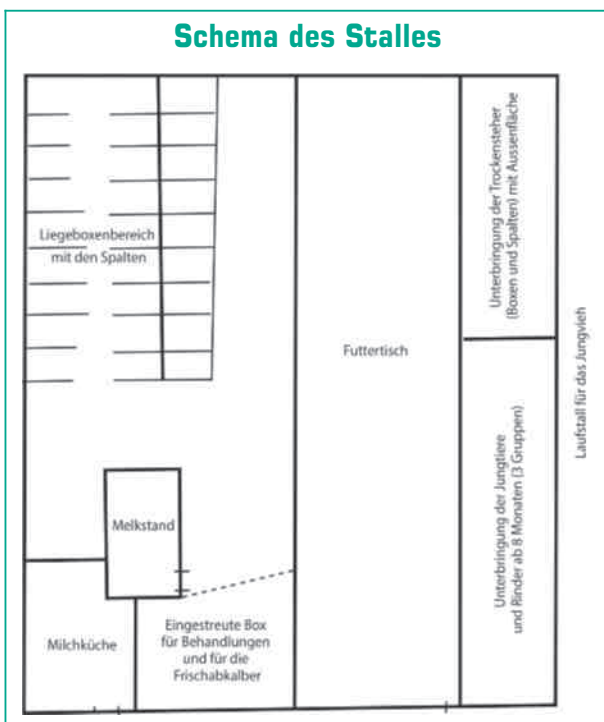 Schema des Stalles
Liegeboxenbereich
mit den Spalten
Futtertisch
Unterbringung der Trockensteher
(Boxen und Spalten) mit Aussenfläche
Unterbringung der Jungtiere
und Rinder ab 8 Monaten (3 Gruppen)
Laufstall für das Jungvieh
Melkstand
Milchküche
Eingestreute Box
für Behandlungen
und für die
Frischabkalber